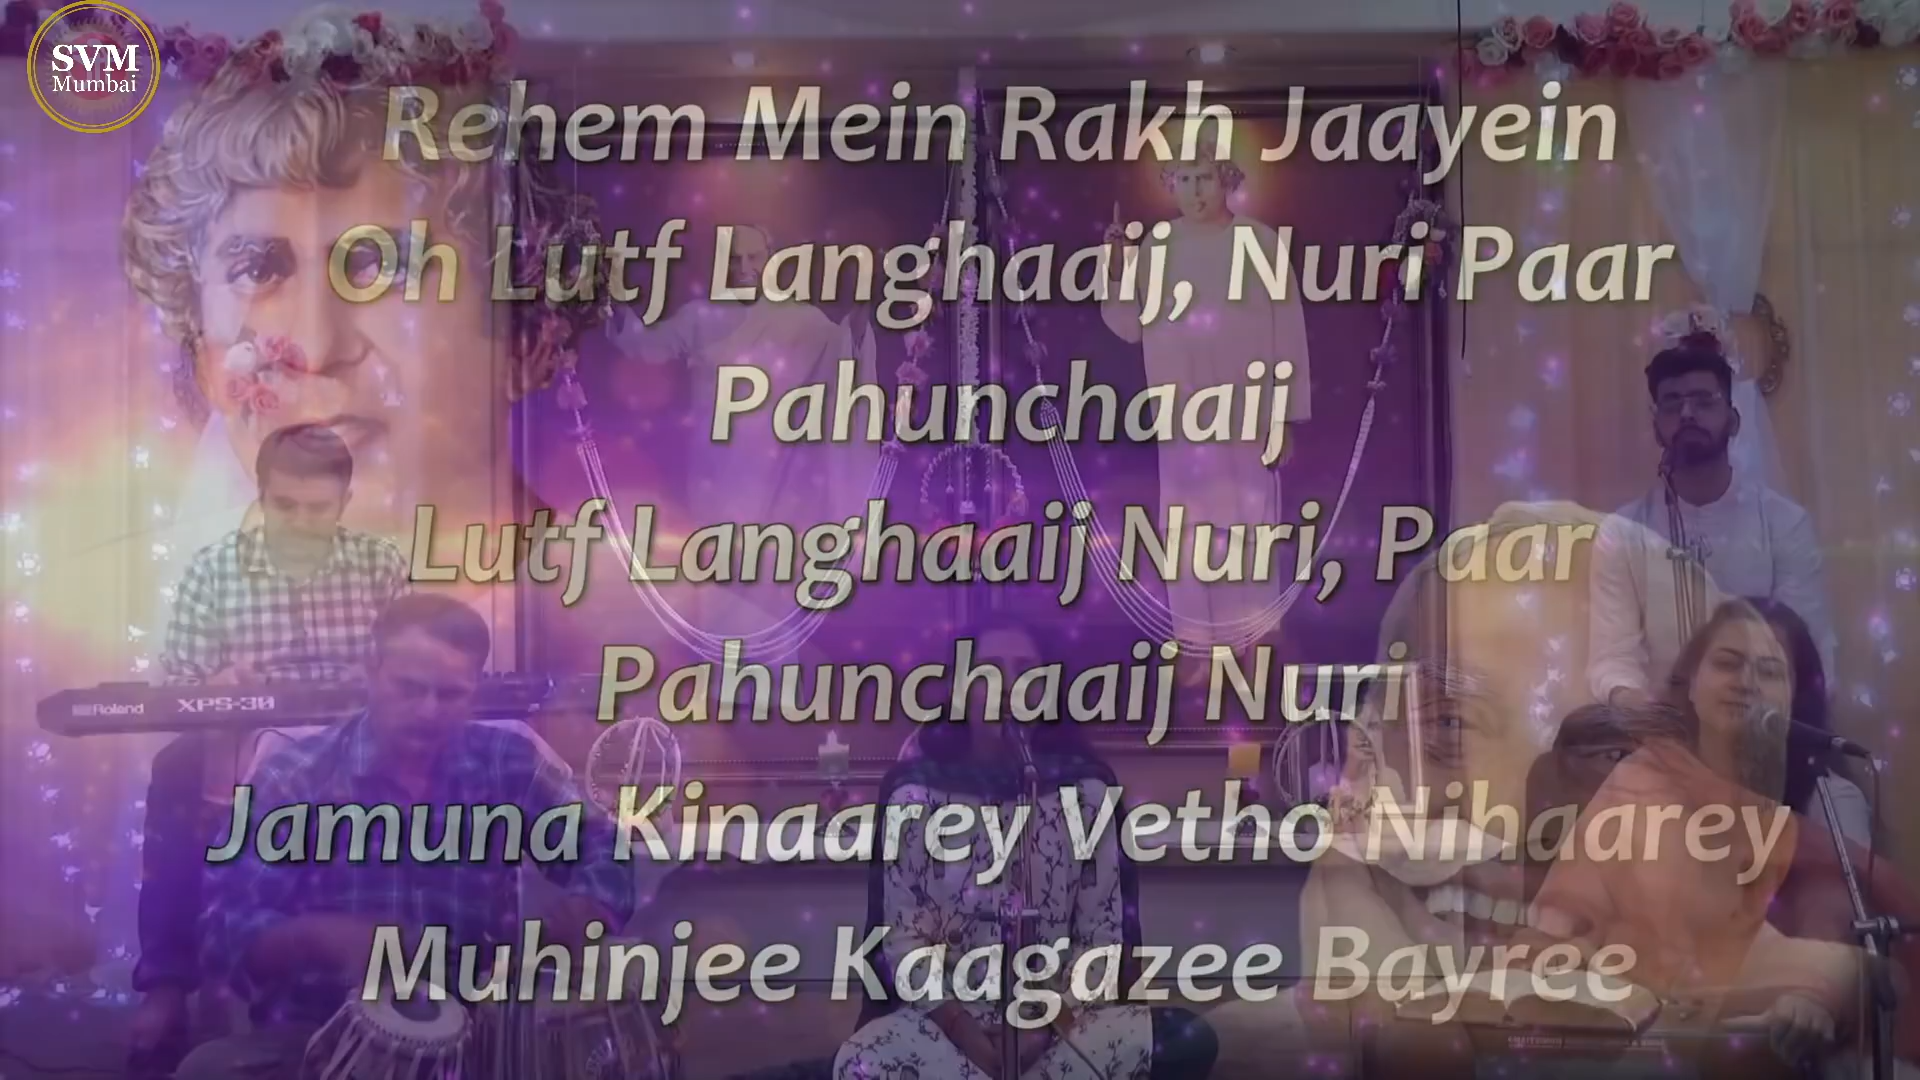 SVM
Mumbai
Rehem Mein Rakh Jaayein
Oh Lutf Langhaaij, Nuri Paar
Pahunchaaij
Lutf Langhaaij Nuri, Paar
Pahunchaaij Nuri
Jamuna Kinaarey Vetho Nihaarey
Muhinjee Kaagazee Bayree
Roland XPS-30